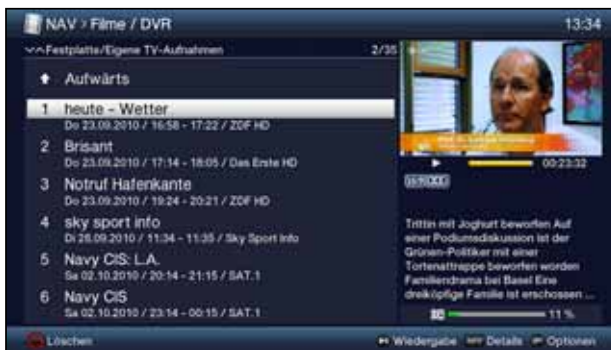 NAV > Filme / DVR
13:34
Festplatte/Eigene TV-Aufnahmen
2/35
Aufwärts
1 heute - Wetter
Do 23.09.2010 / 16:58 - 17:22 / ZDF HD
2 Brisant
Do 23.09.2010 / 17:14 - 18:05 / Das Erste HD
3 Notruf Hafenkante
Do 23.09.2010 / 19:24 - 20:21 / ZDF HD
4 sky sport info
Di 28.09.2010 / 11:34 - 11:35 / Sky Sport Info
5 Navy CIS: L.A.
Sa 02.10.2010 / 20:14 - 21:15 / SAT.1
6 Navy CIS
Sa 02.10.2010 / 23:14 - 00:15 / SAT.1
00:23:32
Trittin mit Joghurt beworfen Auf
einer Podiumsdiskussion ist der
Grünen-Politiker mit einer
Tortenattrappe beworfen worden
Familiendrama bei Basel Eine
dreiköpfige Familie ist erschossen ...
11 %
Löschen
Wiedergabe
Details
Optionen